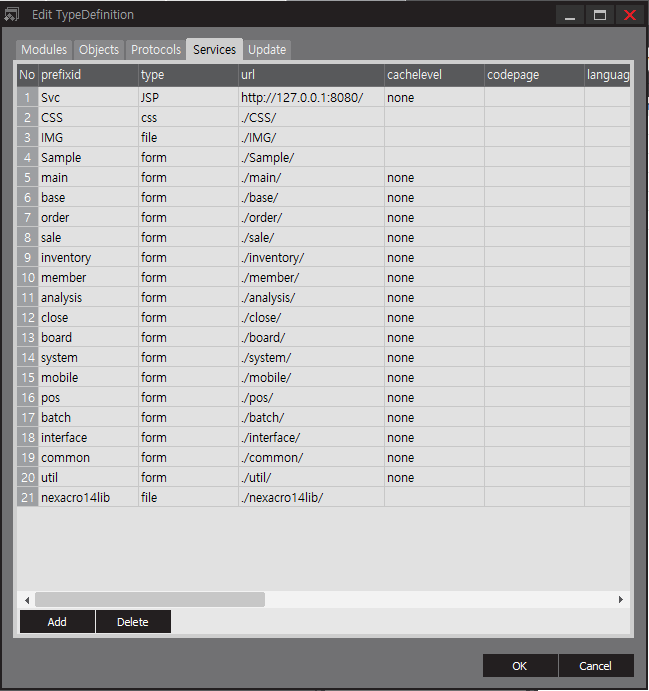 Edit TypeDefinition
Modules Objects Protocols Services Update
No prefixid type url cachelevel codepage languag
1 Svc JSP http://127.0.0.1:8080/ none
2 CSS css ./CSS/
3 IMG file ./IMG/
4 Sample form ./Sample/
5 main form ./main/ none
6 base form ./base/ none
7 order form ./order/ none
8 sale form ./sale/ none
9 inventory form ./inventory/ none
10 member form ./member/ none
11 analysis form ./analysis/ none
12 close form ./close/ none
13 board form ./board/ none
14 system form ./system/ none
15 mobile form ./mobile/ none
16 pos form ./pos/ none
17 batch form ./batch/ none
18 interface form ./interface/ none
19 common form ./common/ none
20 util form ./util/ none
21 nexacro14lib file ./nexacro14lib/
Add Delete
OK Cancel